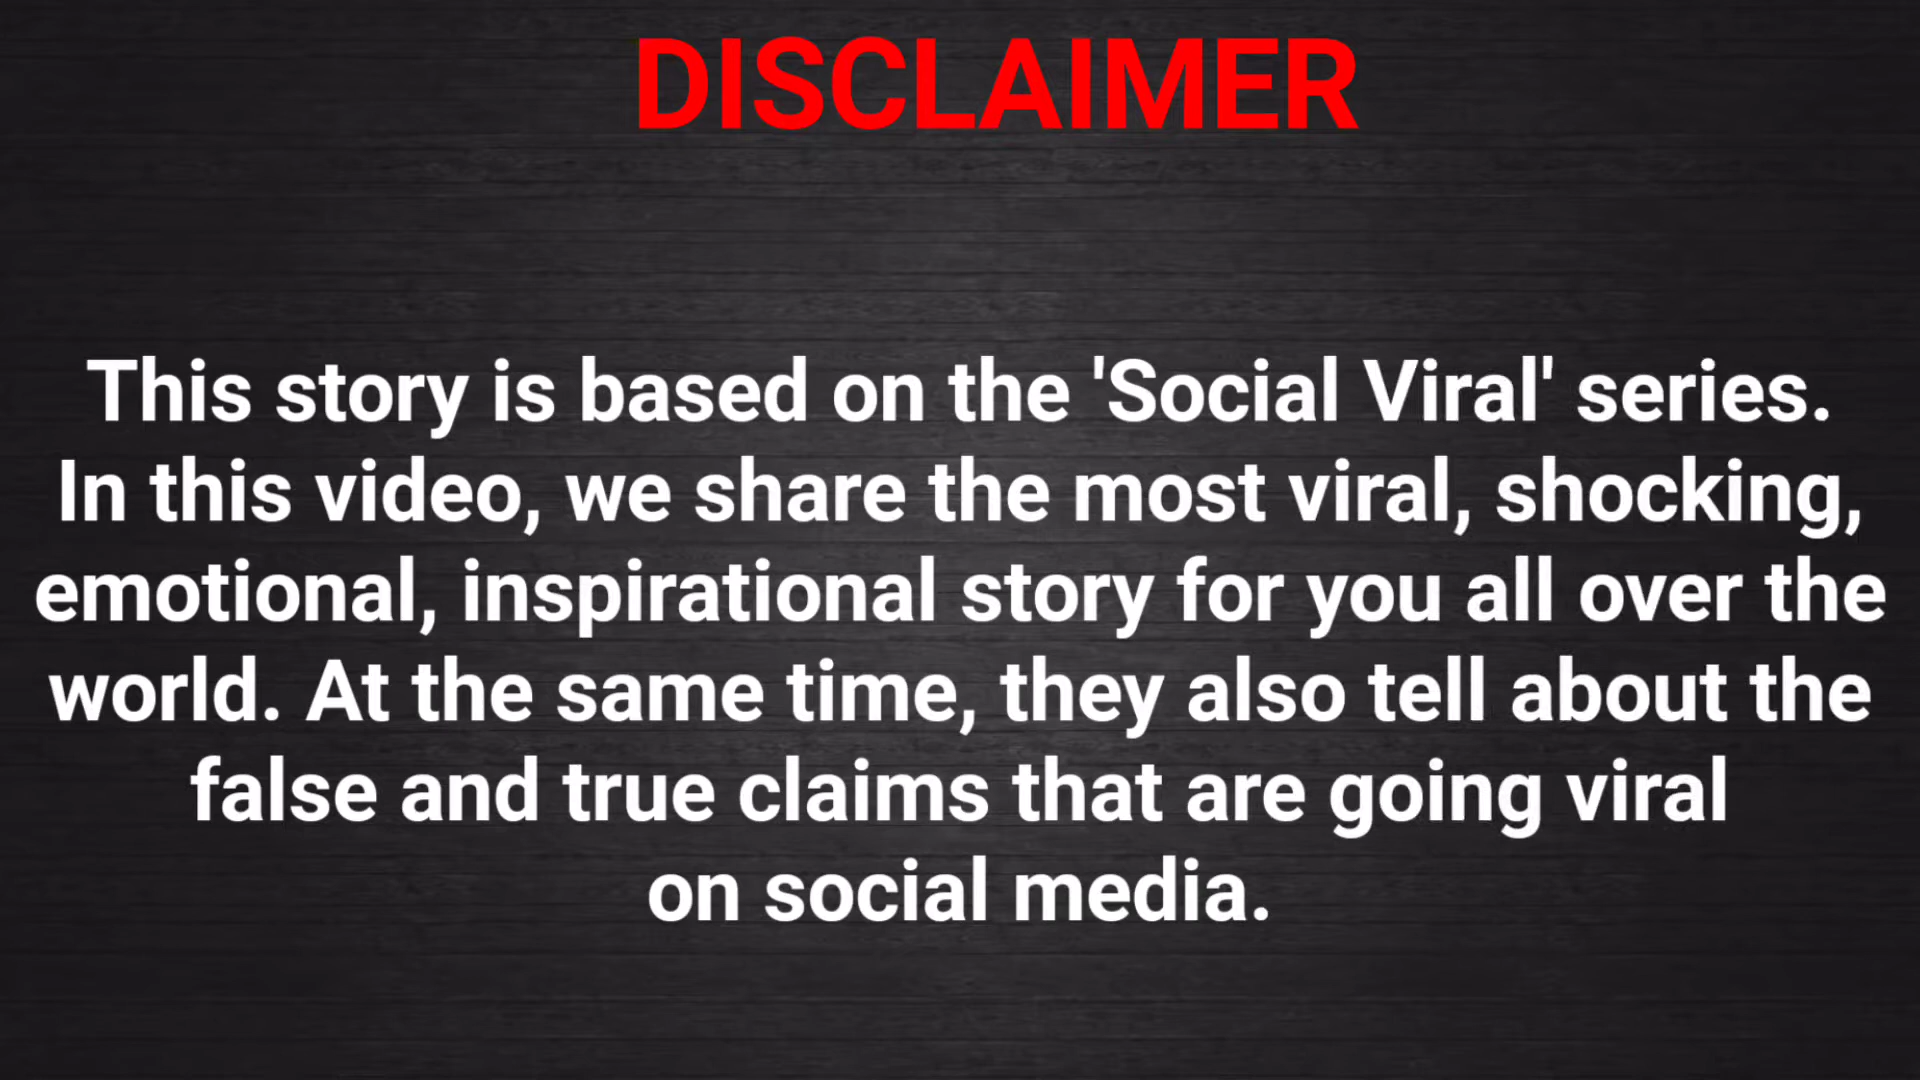 DISCLAIMER
This story is based on the 'Social Viral' series.
In this video, we share the most viral, shocking,
emotional, inspirational story for you all over the
world. At the same time, they also tell about the
false and true claims that are going viral
on social media.